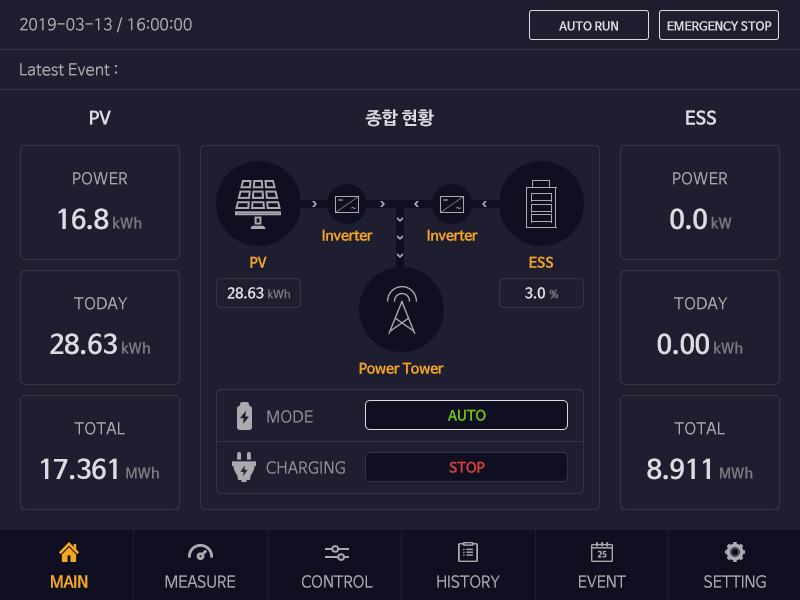 2019-03-13 / 16:00:00
AUTO RUN
EMERGENCY STOP
Latest Event :
PV
POWER
16.8 kWh
TODAY
28.63 kWh
TOTAL
17.361 MWh
종합 현황
Inverter
Inverter
PV
28.63 kWh
ESS
3.0 %
Power Tower
MODE
AUTO
CHARGING
STOP
ESS
POWER
0.0 kW
TODAY
0.00 kWh
TOTAL
8.911 MWh
MAIN
MEASURE
CONTROL
HISTORY
25
EVENT
SETTING